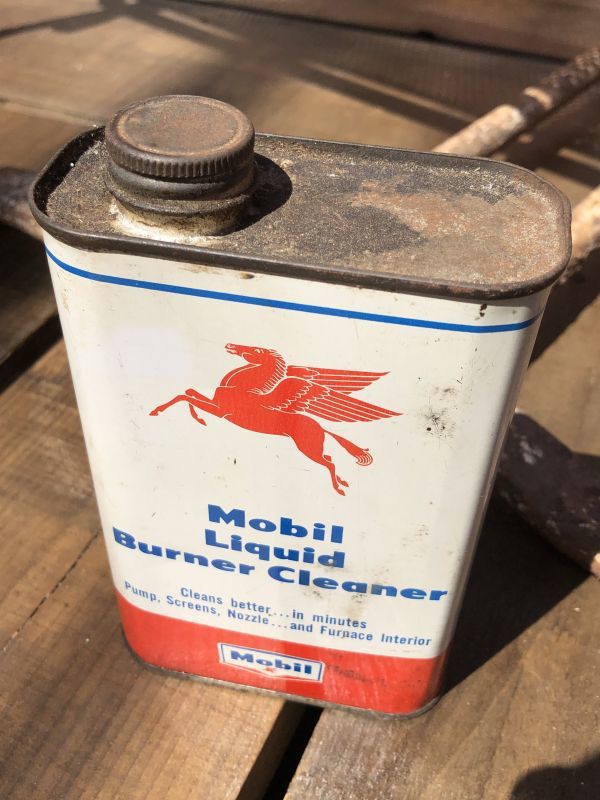 Mobil
Liquid
Burner Cleaner
Cleans better...in minutes
Pump, Screens, Nozzle...and Furnace Interior
Mobil